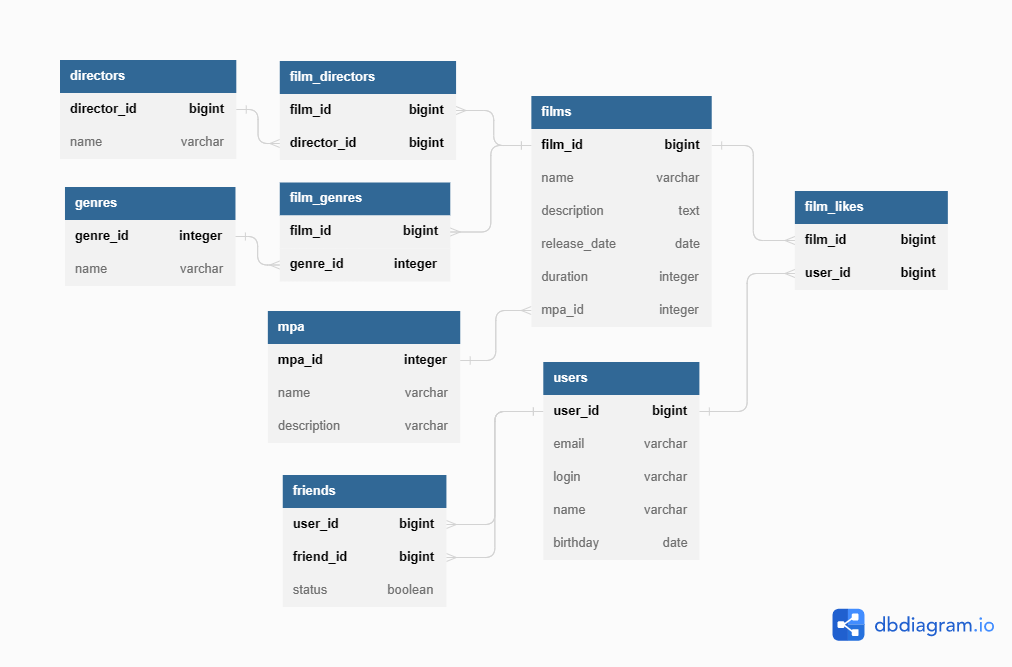 directors
director_id bigint
name varchar
film_directors
film_id bigint
director_id bigint
genres
genre_id integer
name varchar
film_genres
film_id bigint
genre_id integer
films
film_id bigint
name varchar
description text
release_date date
duration integer
mpa_id integer
film_likes
film_id bigint
user_id bigint
mpa
mpa_id integer
name varchar
description varchar
users
user_id bigint
email varchar
login varchar
name varchar
birthday date
friends
user_id bigint
friend_id bigint
status boolean
dbdiagram.io